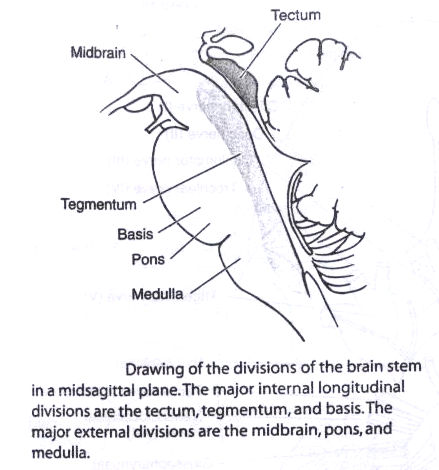 Tectum
Midbrain
Tegmentum
Basis
Pons
Medulla
Drawing of the divisions of the brain stem
in a midsagittal plane. The major internal longitudinal
divisions are the tectum, tegmentum, and basis. The
major external divisions are the midbrain, pons, and
medulla.